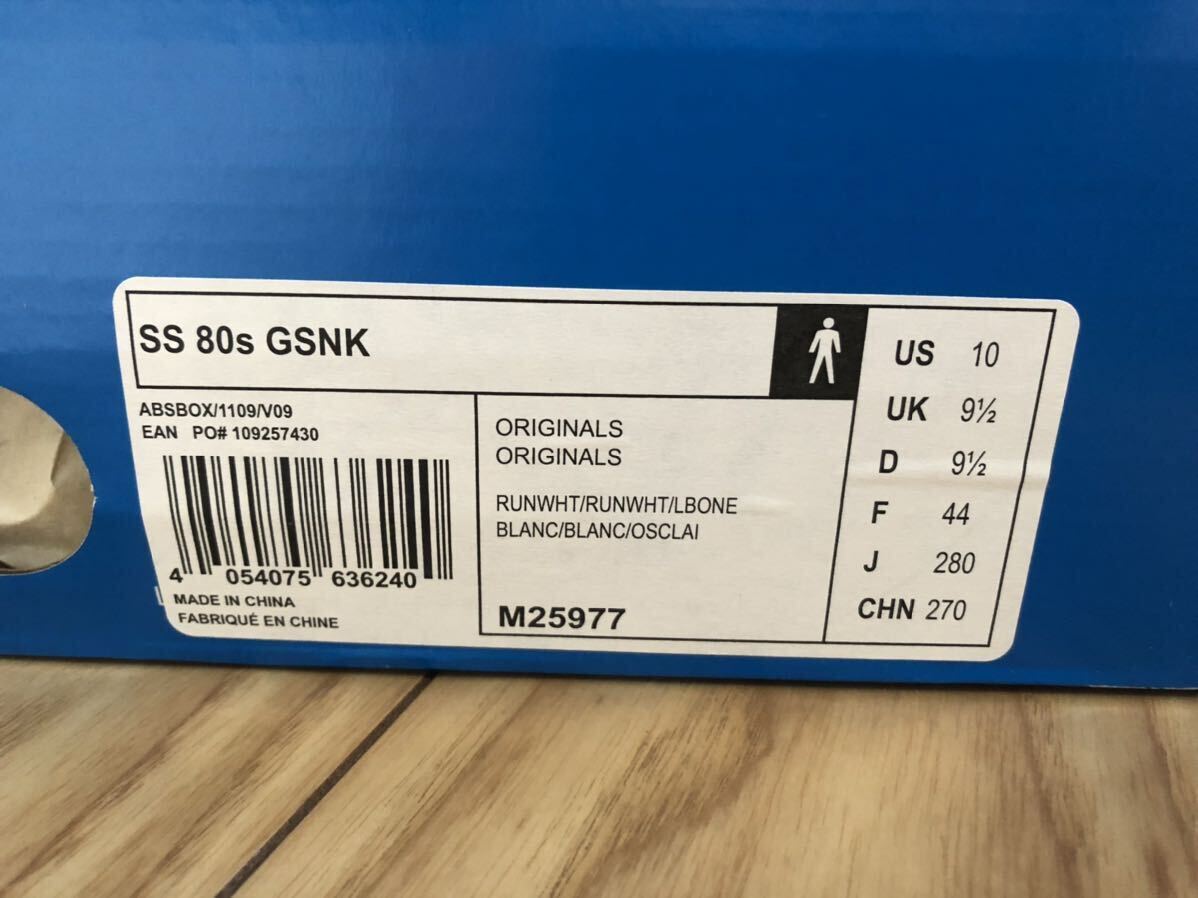 SS 80s GSNK
ABSBOX/1109/V09
EAN PO# 109257430
4 054075 636240
MADE IN CHINA
FABRIQUÉ EN CHINE
ORIGINALS
ORIGINALS
RUNWHT/RUNWHT/LBONE
BLANC/BLANC/OSCLAI
M25977
US 10
UK 9½
D 9½
F 44
J 280
CHN 270